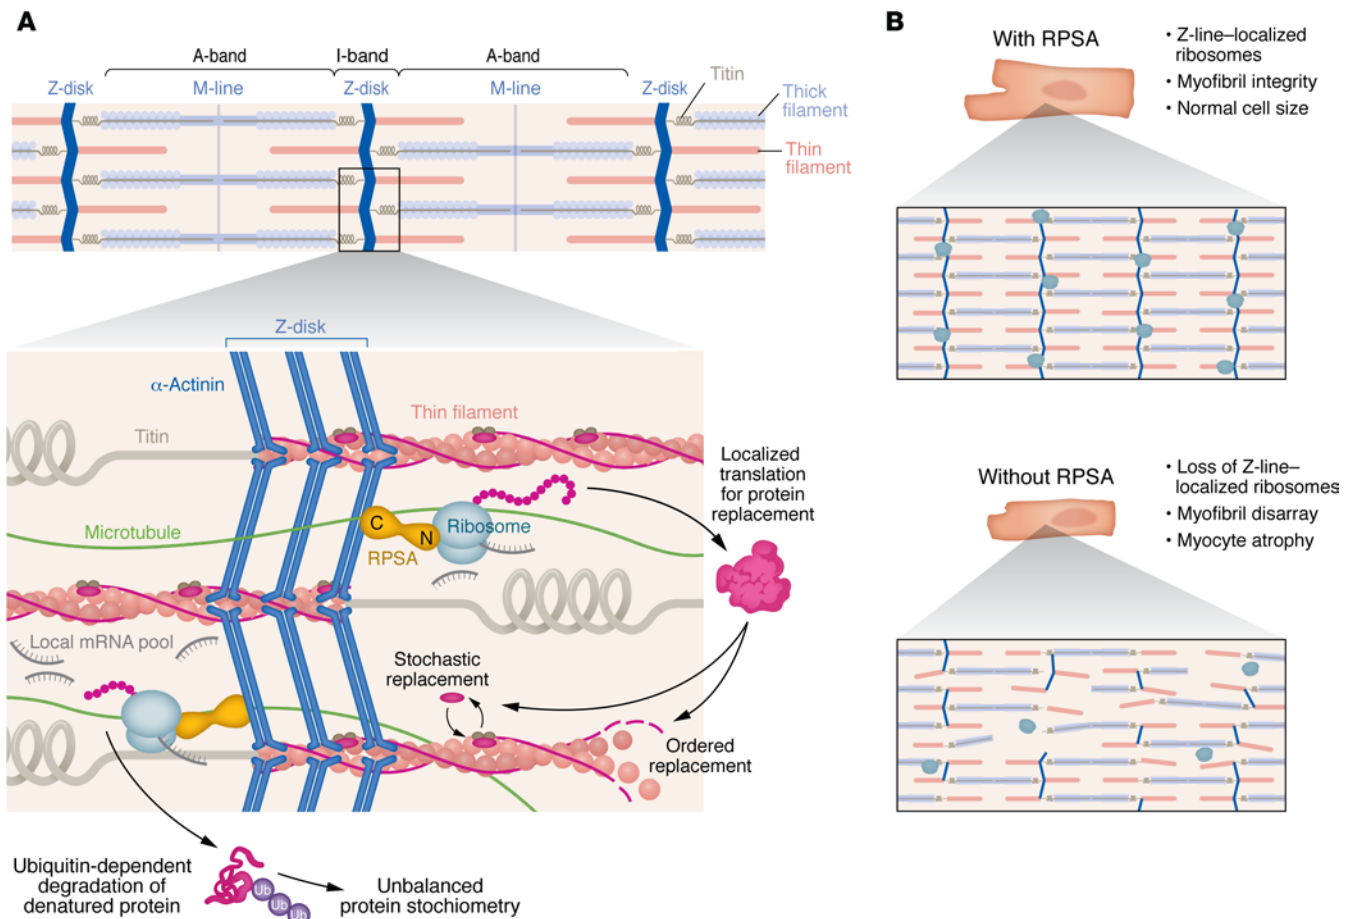 A
A-band
I-band
A-band
Z-disk
M-line
Z-disk
M-line
Z-disk
Titin
Thick
filament
Thin
filament
Z-disk
α-Actinin
Thin filament
Titin
Microtubule
C
N
Ribosome
RPSA
Localized
translation
for protein
replacement
Local mRNA pool
Stochastic
replacement
Ordered
replacement
Ubiquitin-dependent
degradation of
denatured protein
Ub
Ub
Ub
Unbalanced
protein stochiometry
B
With RPSA
• Z-line–localized
ribosomes
• Myofibril integrity
• Normal cell size
Without RPSA
• Loss of Z-line–
localized ribosomes
• Myofibril disarray
• Myocyte atrophy